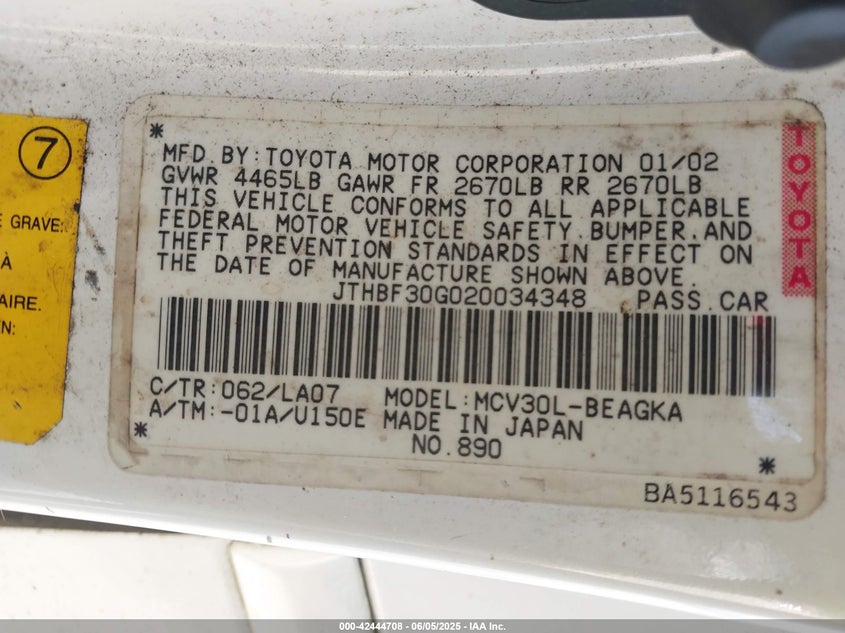 7
E GRAVE.
À
AIRE.
EN:
*
MFD BY:TOYOTA MOTOR CORPORATION 01/02
GVWR 4465LB GAWR FR 2670LB RR 2670LB
THIS VEHICLE CONFORMS TO ALL APPLICABLE
FEDERAL MOTOR VEHICLE SAFETY,BUMPER,AND
THEFT PREVENTION STANDARDS IN EFFECT ON
THE DATE OF MANUFACTURE SHOWN ABOVE.
JTHBF30G020034348 PASS.CAR
TOYOTA
C/TR:062/LA07 MODEL:MCV30L-BEAGKA
A/TM:-01A/U150E MADE IN JAPAN
* NO.890 *
BA5116543
000-42444708 | 06/05/2025 - IAA Inc.